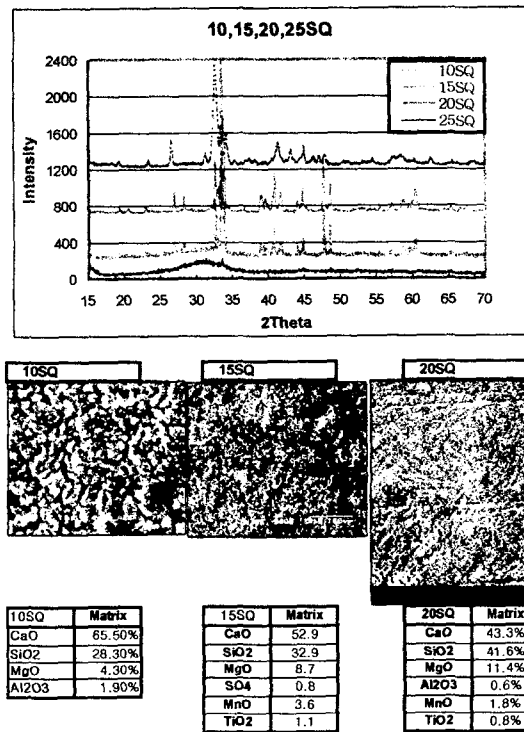 10,15,20,25SQ
2400
2000
1600
1200
800
400
0
Intensity
10SQ
15SQ
20SQ
25SQ
15 20 25 30 35 40 45 50 55 60 65 70
2Theta
10SQ 15SQ 20SQ
10SQ Matrix
CaO 65.50%
SiO2 28.30%
MgO 4.30%
Al2O3 1.90%
15SQ Matrix
CaO 52.9
SiO2 32.9
MgO 8.7
SO4 0.8
MnO 3.6
TiO2 1.1
20SQ Matrix
CaO 43.3%
SiO2 41.6%
MgO 11.4%
Al2O3 0.6%
MnO 1.8%
TiO2 0.8%